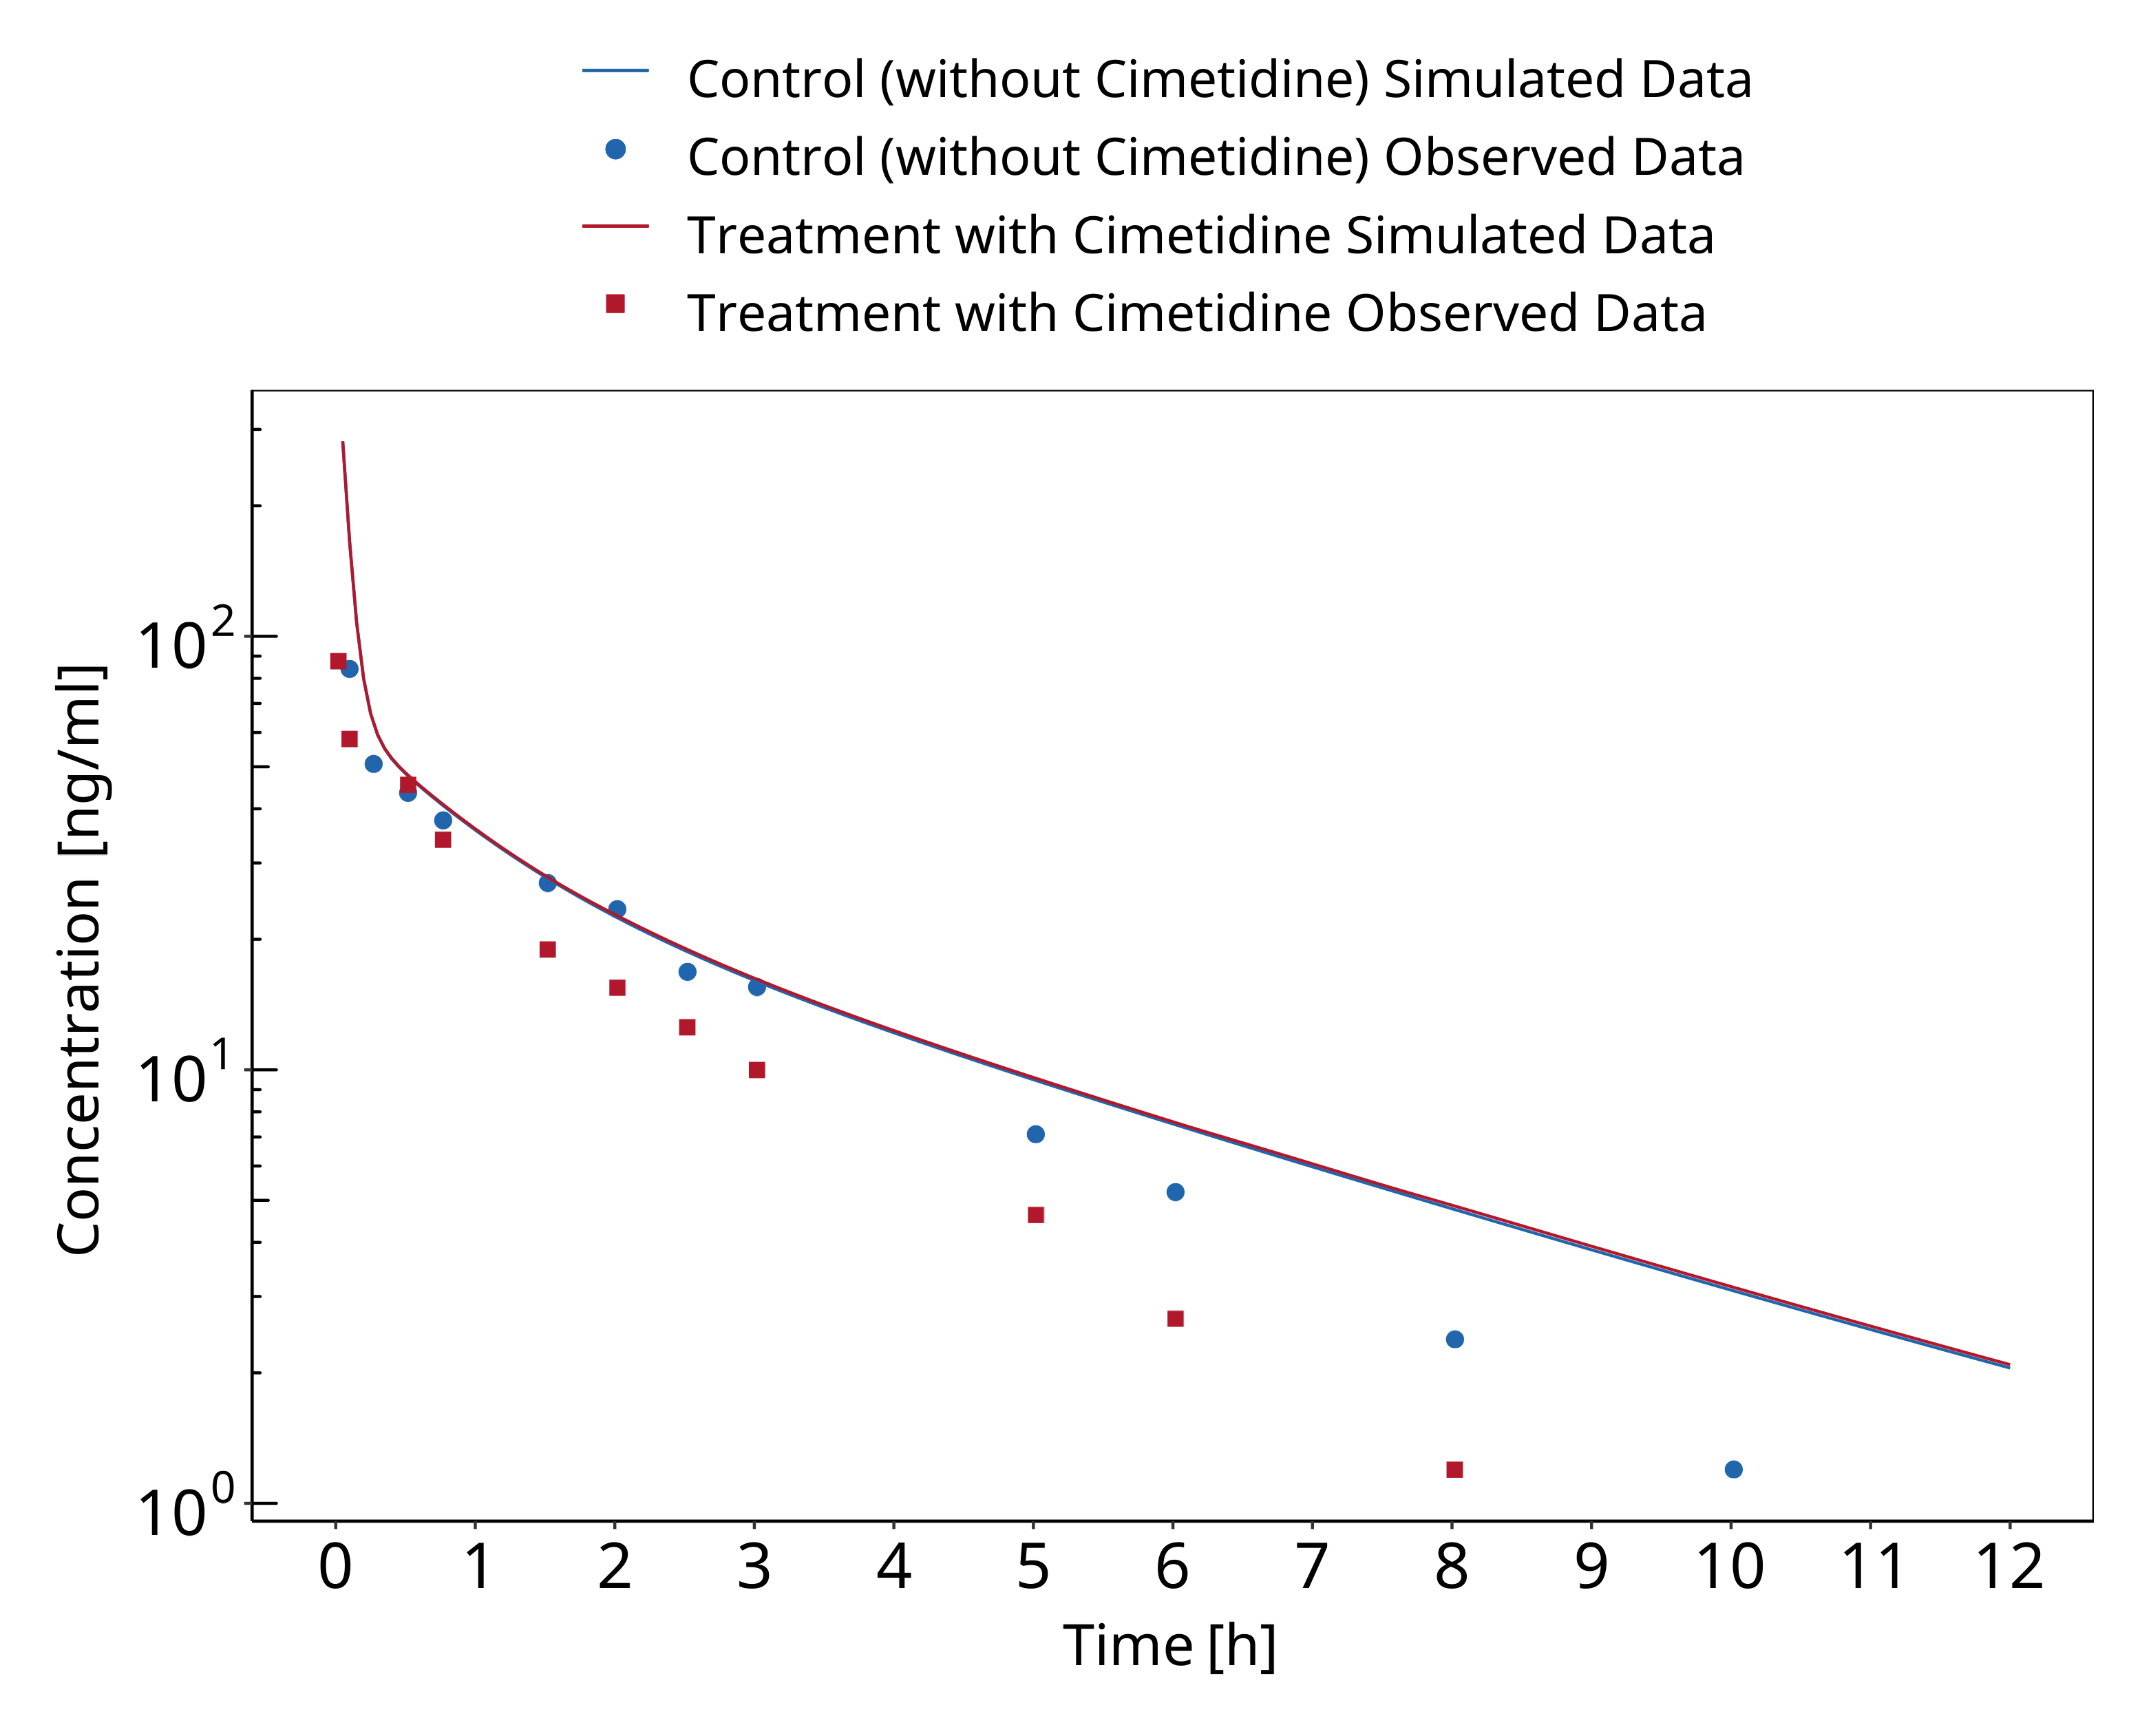 Control (without Cimetidine) Simulated Data
Control (without Cimetidine) Observed Data
Treatment with Cimetidine Simulated Data
Treatment with Cimetidine Observed Data
10²
10¹
10⁰
Concentration [ng/ml]
0 1 2 3 4 5 6 7 8 9 10 11 12
Time [h]